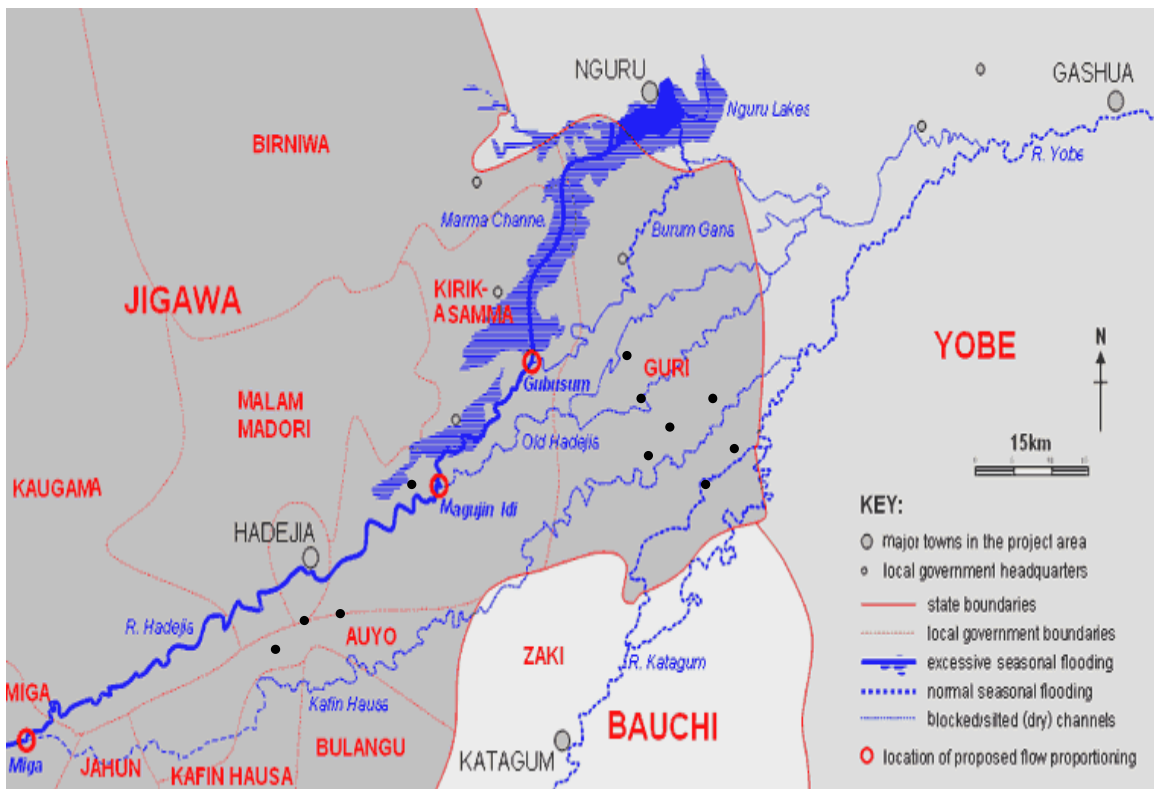 NGURU
GASHUA
Nguru Lakes
BIRNIWA
R. Yobe
Marma Channel
Burum Gana
KIRIK-
ASAMMA
JIGAWA
YOBE
N
GURI
Gubusum
MALAM
MADORI
Old Hadejia
15km
KAUGAMA
Magujin Idi
KEY:
HADEJIA
major towns in the project area
local government headquarters
state boundaries
R. Hadejia
AUYO
local government boundaries
ZAKI
R. Katagum
excessive seasonal flooding
MIGA
Kafin Hausa
normal seasonal flooding
BAUCHI
blocked/silted (dry) channels
BULANGU
KATAGUM
location of proposed flow proportioning
Miga
JAHUN
KAFIN HAUSA